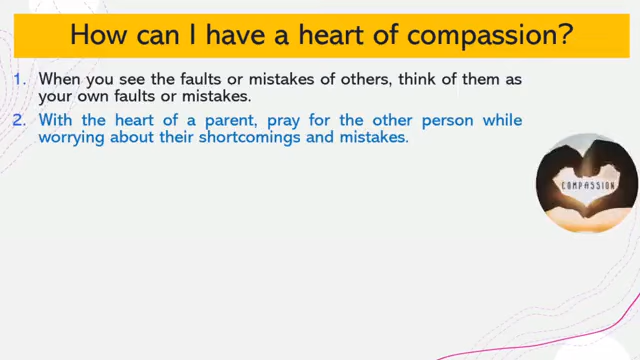 How can I have a heart of compassion?
1. When you see the faults or mistakes of others, think of them as
your own faults or mistakes.
2. With the heart of a parent, pray for the other person while
worrying about their shortcomings and mistakes.
COMPASSION